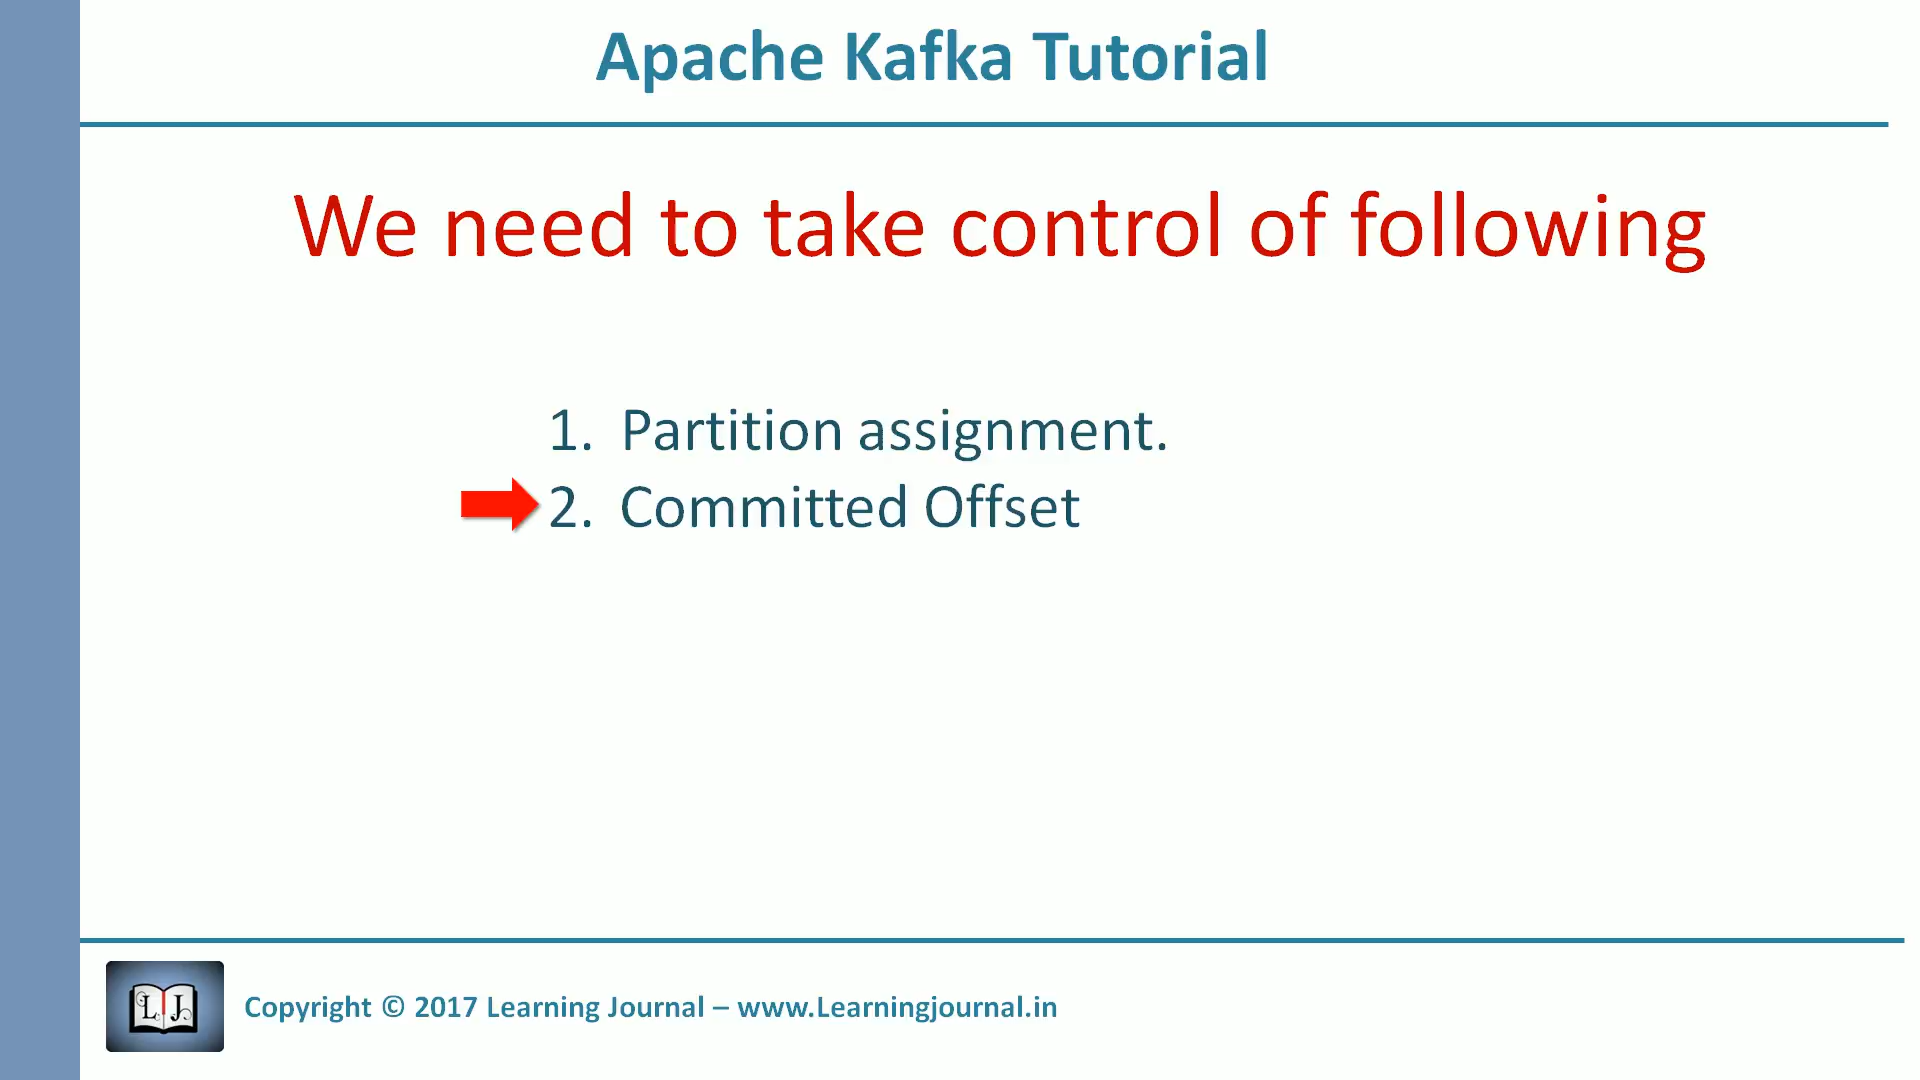 Apache Kafka Tutorial
We need to take control of following
1. Partition assignment.
2. Committed Offset
L J
Copyright © 2017 Learning Journal – www.Learningjournal.in